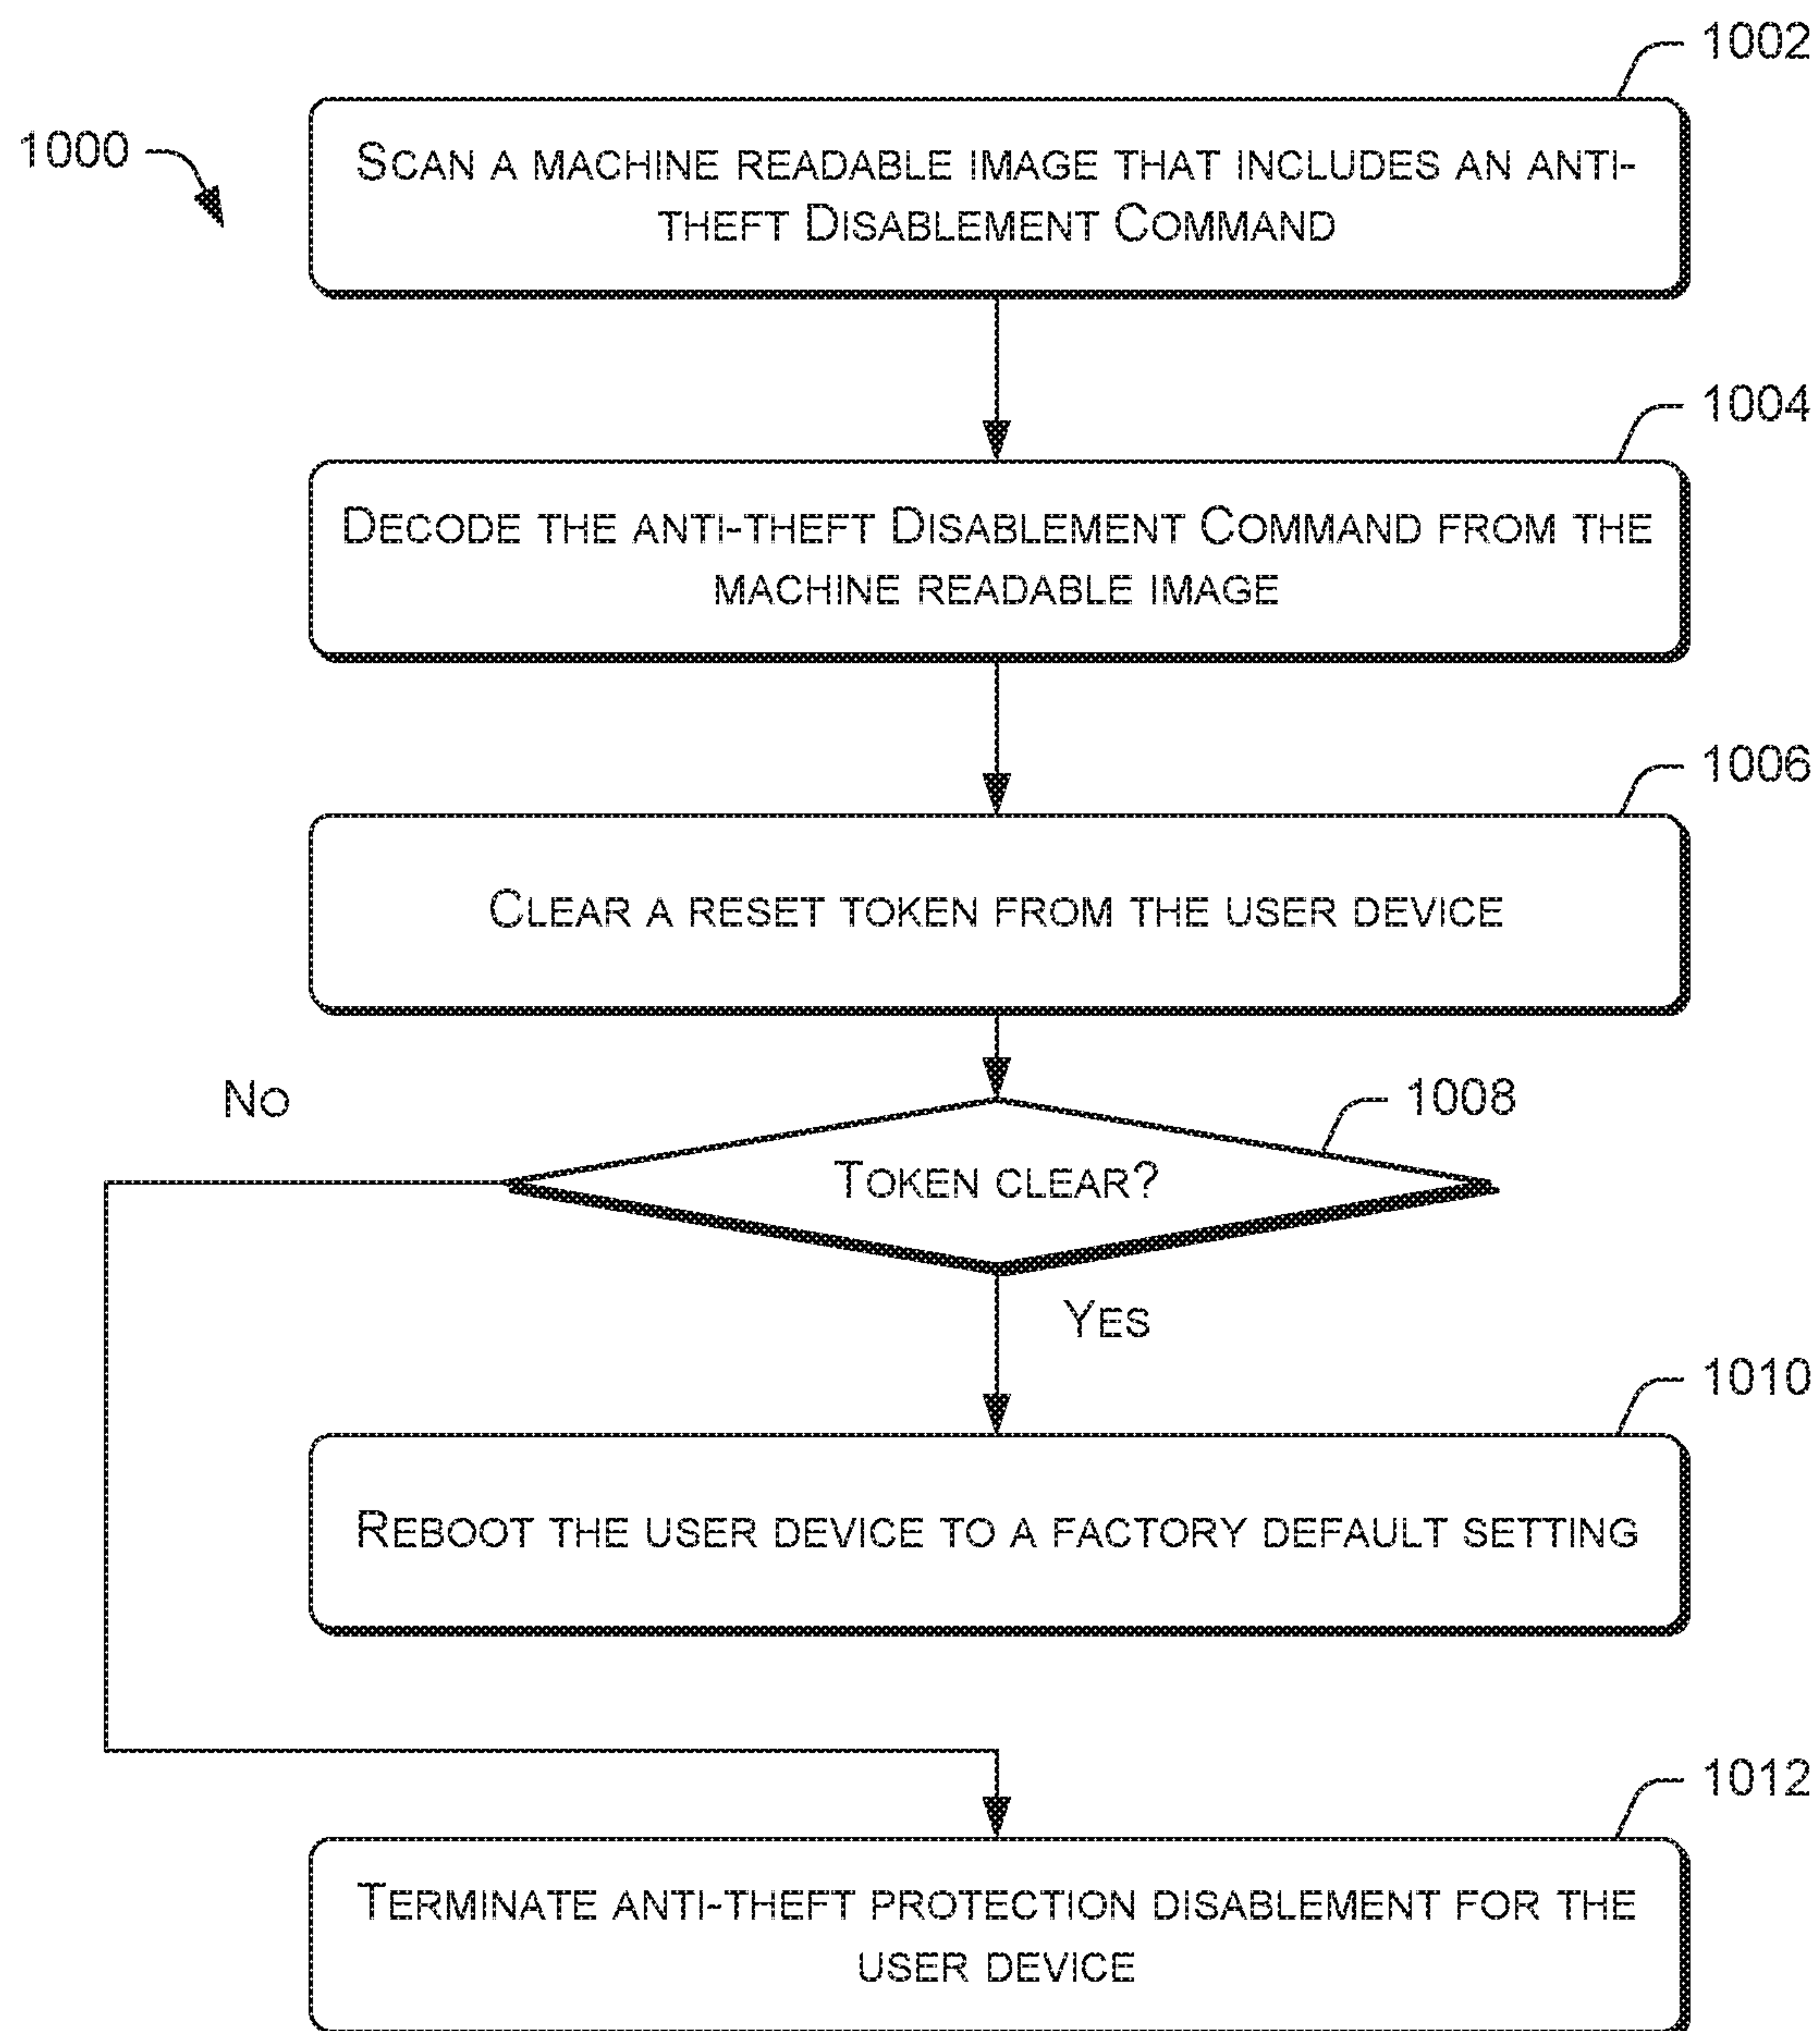 1002
1000
SCAN A MACHINE READABLE IMAGE THAT INCLUDES AN ANTI-
THEFT DISABLEMENT COMMAND
1004
DECODE THE ANTI-THEFT DISABLEMENT COMMAND FROM THE
MACHINE READABLE IMAGE
1006
CLEAR A RESET TOKEN FROM THE USER DEVICE
NO
1008
TOKEN CLEAR?
YES
1010
REBOOT THE USER DEVICE TO A FACTORY DEFAULT SETTING
1012
TERMINATE ANTI-THEFT PROTECTION DISABLEMENT FOR THE
USER DEVICE